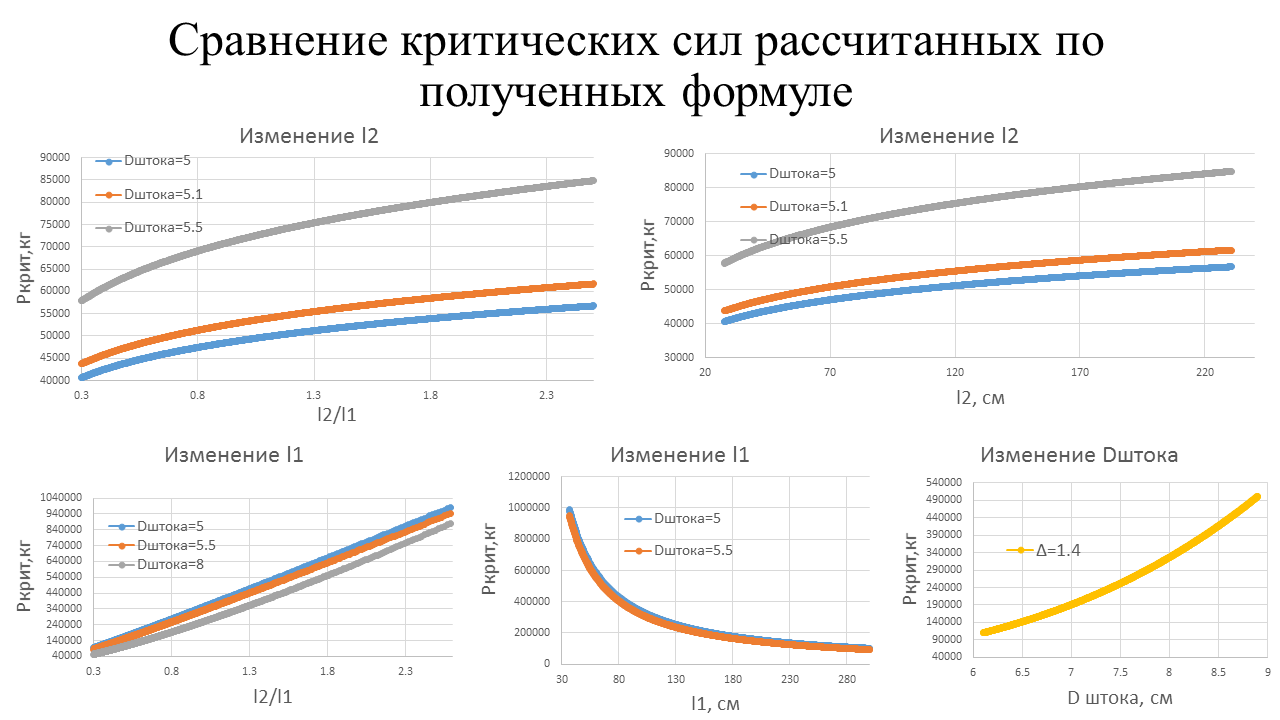 Сравнение критических сил рассчитанных по
полученных формуле
Изменение l2
Ркрит,кг
90000
85000
80000
75000
70000
65000
60000
55000
50000
45000
40000
Dштока=5
Dштока=5.1
Dштока=5.5
0.3 0.8 1.3 1.8 2.3
l2/l1
Изменение l2
Ркрит,кг
90000
80000
70000
60000
50000
40000
30000
Dштока=5
Dштока=5.1
Dштока=5.5
20 70 120 170 220
l2, см
Изменение l1
Ркрит,кг
1040000
940000
840000
740000
640000
540000
440000
340000
240000
140000
40000
Dштока=5
Dштока=5.5
Dштока=8
0.3 0.8 1.3 1.8 2.3
l2/l1
Изменение l1
Ркрит,кг
1200000
1000000
800000
600000
400000
200000
0
Dштока=5
Dштока=5.5
30 80 130 180 230 280
l1, см
Изменение Dштока
Ркрит,кг
540000
490000
440000
390000
340000
290000
240000
190000
140000
90000
40000
Δ=1.4
6 6.5 7 7.5 8 8.5 9
D штока, см